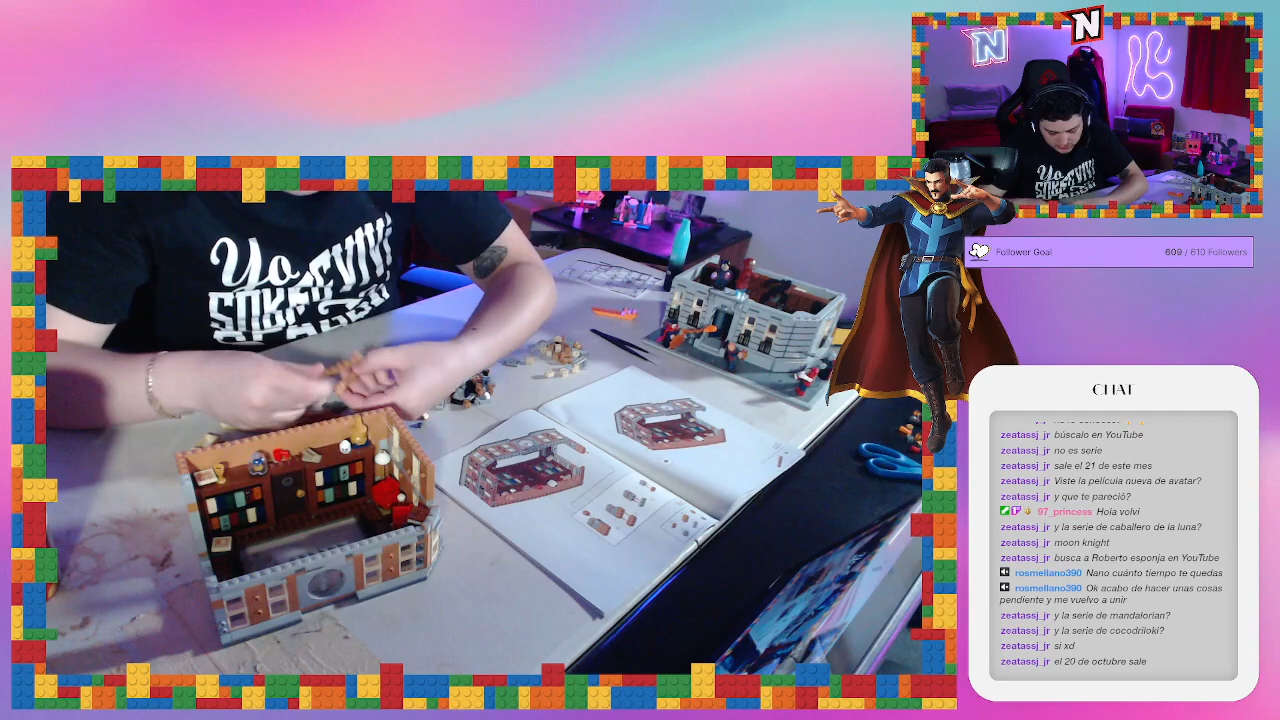 N
N
Follower Goal
609 / 610 Followers
Yo
SOBREVIVÍ
Yo
SOBREVIVÍ
CHAT
zeatassj_jr búscalo en YouTube
zeatassj_jr no es serie
zeatassj_jr sale el 21 de este mes
zeatassj_jr Viste la película nueva de avatar?
zeatassj_jr y que te pareció?
97_princess Hola volví
zeatassj_jr y la serie de caballero de la luna?
zeatassj_jr moon knight
zeatassj_jr busca a Roberto esponja en YouTube
rosmellano390 Nano cuánto tiempo te quedas
rosmellano390 Ok acabo de hacer unas cosas
pendiente y me vuelvo a unir
zeatassj_jr y la serie de mandalorian?
zeatassj_jr y la serie de cocodriloki?
zeatassj_jr si xd
zeatassj_jr el 20 de octubre sale